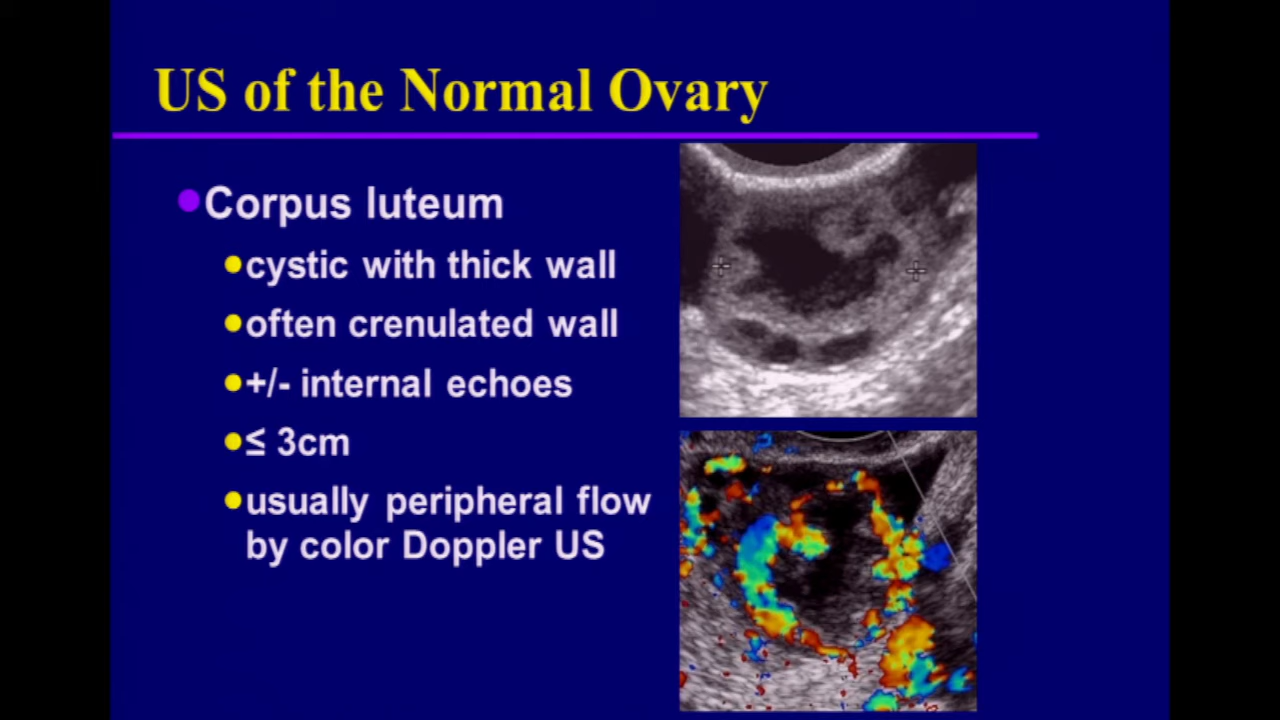 US of the Normal Ovary
Corpus luteum
cystic with thick wall
often crenulated wall
+/- internal echoes
≤ 3cm
usually peripheral flow
by color Doppler US